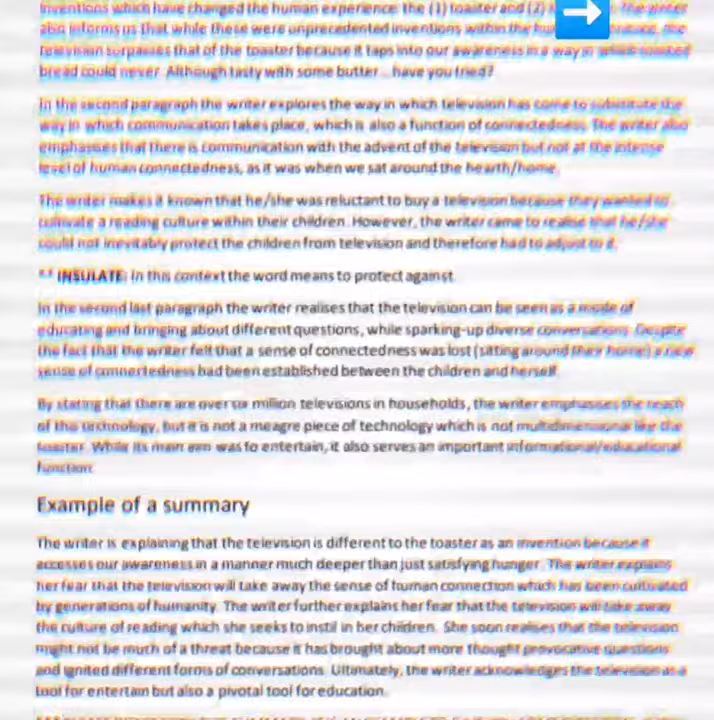 inventions which have changed the human experience: the (1) toaster and (2) The writer
also informs us that while these were unprecedented inventions within the the
television surpasses that of the toaster because it taps into our awareness in a way in which toasted
bread could never. Although tasty with some butter... have you tried?
In the second paragraph the writer explores the way in which television has come to substitute the
way in which communication takes place, which is also a function of connectedness. The writer also
emphasises that there is communication with the advent of the television but not at the intense
level of human connectedness, as it was when we sat around the hearth/home.
The writer makes it known that he/she was reluctant to buy a television because they wanted to
cultivate a reading culture within their children. However, the writer came to realise that he/she
could not inevitably protect the children from television and therefore had to adjust to it.
** INSULATE: In this context the word means to protect against.
In the second last paragraph the writer realises that the television can be seen as a mode of
educating and bringing about different questions, while sparking-up diverse conversations. Despite
the fact that the writer felt that a sense of connectedness was lost (sitting around their home) a new
sense of connectedness had been established between the children and herself.
By stating that there are over six million televisions in households, the writer emphasises the reach
of this technology, but it is not a meagre piece of technology which is not multidimensional like the
toaster. While its main aim was to entertain, it also serves an important informational/educational
function.
Example of a summary
The writer is explaining that the television is different to the toaster as an invention because it
accesses our awareness in a manner much deeper than just satisfying hunger. The writer explains
her fear that the television will take away the sense of human connection which has been cultivated
by generations of humanity. The writer further explains her fear that the television will take away
the culture of reading which she seeks to instil in her children. She soon realises that the television
might not be much of a threat because it has brought about more thought provocative questions
and ignited different forms of conversations. Ultimately, the writer acknowledges the television as a
tool for entertain but also a pivotal tool for education.